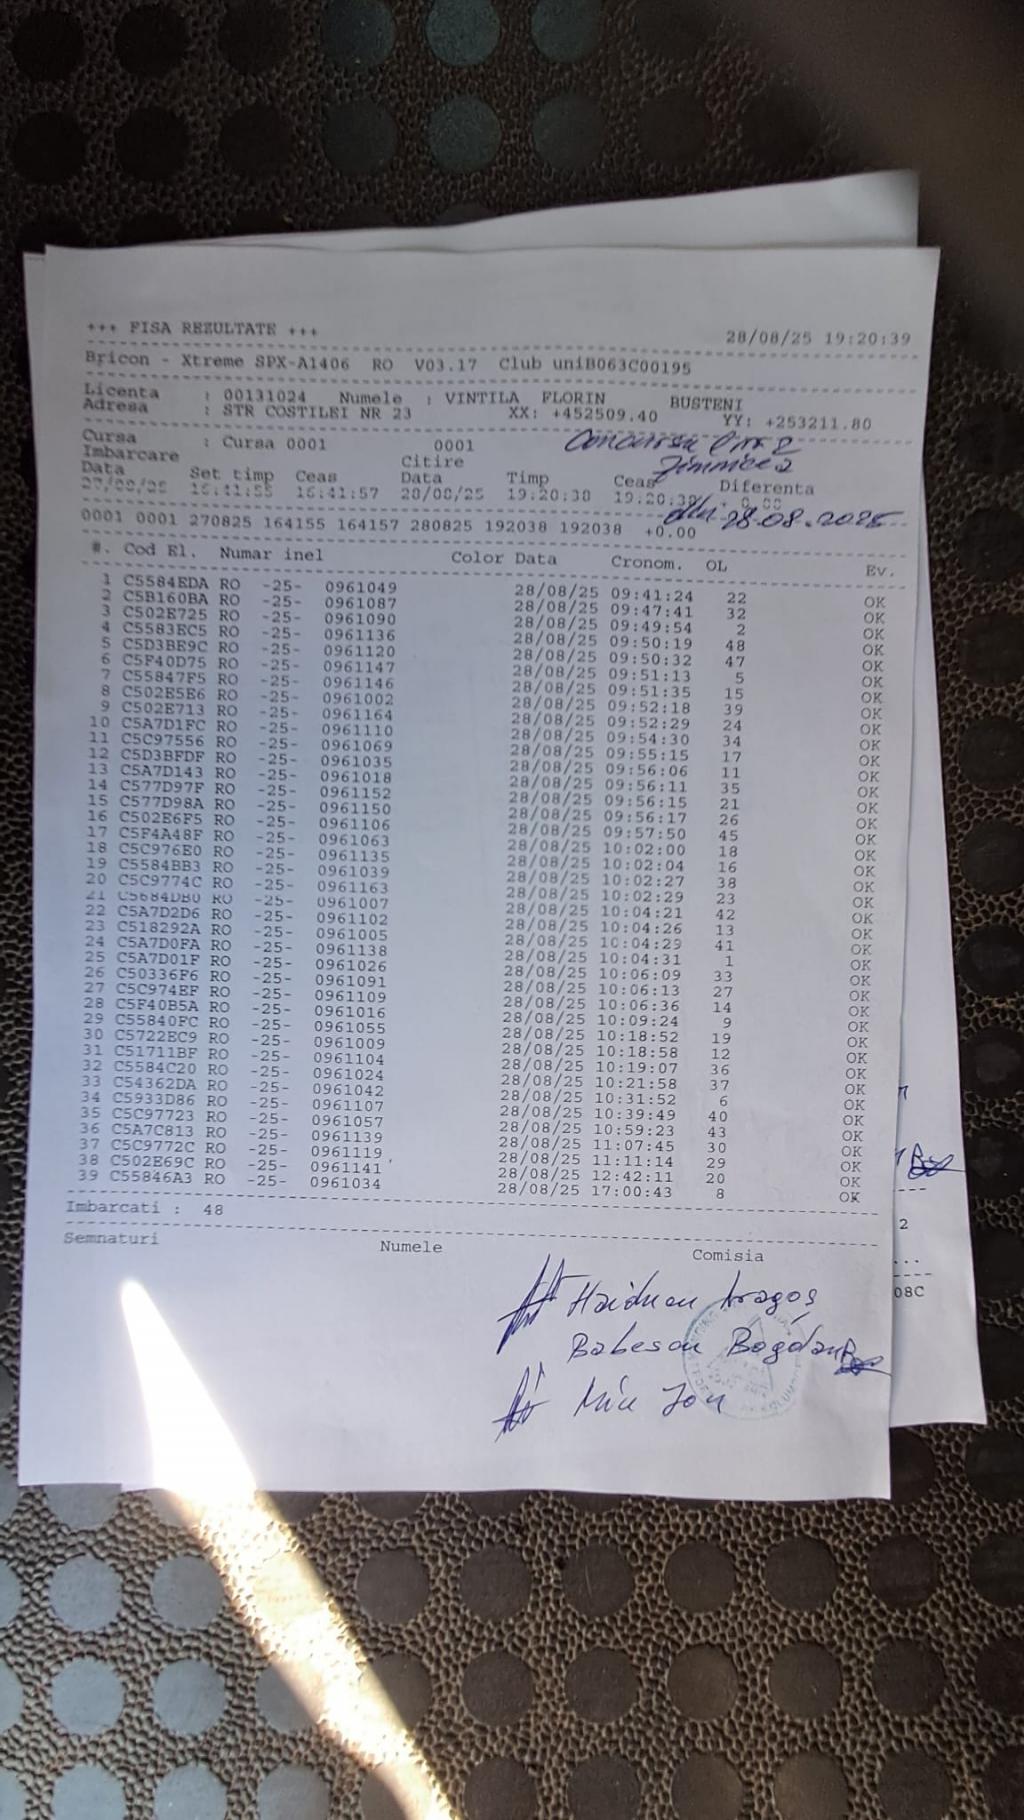 +++ FISA REZULTATE +++ 28/08/25 19:20:39
Bricon - Xtreme SPX-A1406 RO V03.17 Club uniB063C00195
Licenta : 00131024 Numele : VINTILA FLORIN BUSTENI
Adresa : STR COSTILEI NR 23 XX: +452509.40 YY: +253211.80
Cursa : Cursa 0001 0001
Imbarcare Citire
Data Set timp Ceas Data Timp Ceas Diferenta
27/08/25 16:41:55 16:41:57 28/08/25 19:20:38 19:20:38 + 0.00
Zimnicea 2
28.08.2025
0001 0001 270825 164155 164157 280825 192038 192038 +0.00
#. Cod El. Numar inel Color Data Cronom. OL Ev.
1 C5584EDA RO -25- 0961049 28/08/25 09:41:24 22 OK
2 C5B160BA RO -25- 0961087 28/08/25 09:47:41 32 OK
3 C502E725 RO -25- 0961090 28/08/25 09:49:54 2 OK
4 C5583EC5 RO -25- 0961136 28/08/25 09:50:19 48 OK
5 C5D3BE9C RO -25- 0961120 28/08/25 09:50:32 47 OK
6 C5F40D75 RO -25- 0961147 28/08/25 09:51:13 5 OK
7 C55847F5 RO -25- 0961146 28/08/25 09:51:35 15 OK
8 C502E5E6 RO -25- 0961002 28/08/25 09:52:18 39 OK
9 C502E713 RO -25- 0961164 28/08/25 09:52:29 24 OK
10 C5A7D1FC RO -25- 0961110 28/08/25 09:54:30 34 OK
11 C5C97556 RO -25- 0961069 28/08/25 09:55:15 17 OK
12 C5D3BFDF RO -25- 0961035 28/08/25 09:56:06 11 OK
13 C5A7D143 RO -25- 0961018 28/08/25 09:56:11 35 OK
14 C577D97F RO -25- 0961152 28/08/25 09:56:15 21 OK
15 C577D98A RO -25- 0961150 28/08/25 09:56:17 26 OK
16 C502E6F5 RO -25- 0961106 28/08/25 09:57:50 45 OK
17 C5F4A48F RO -25- 0961063 28/08/25 10:02:00 18 OK
18 C5C976E0 RO -25- 0961135 28/08/25 10:02:04 16 OK
19 C5584BB3 RO -25- 0961039 28/08/25 10:02:27 38 OK
20 C5C9774C RO -25- 0961163 28/08/25 10:02:29 23 OK
21 C5684DB0 RO -25- 0961007 28/08/25 10:04:21 42 OK
22 C5A7D2D6 RO -25- 0961102 28/08/25 10:04:26 13 OK
23 C518292A RO -25- 0961005 28/08/25 10:04:29 41 OK
24 C5A7D0FA RO -25- 0961138 28/08/25 10:04:31 1 OK
25 C5A7D01F RO -25- 0961026 28/08/25 10:06:09 33 OK
26 C50336F6 RO -25- 0961091 28/08/25 10:06:13 27 OK
27 C5C974EF RO -25- 0961109 28/08/25 10:06:36 14 OK
28 C5F40B5A RO -25- 0961016 28/08/25 10:09:24 9 OK
29 C55840FC RO -25- 0961055 28/08/25 10:18:52 19 OK
30 C5722EC9 RO -25- 0961009 28/08/25 10:18:58 12 OK
31 C51711BF RO -25- 0961104 28/08/25 10:19:07 36 OK
32 C5584C20 RO -25- 0961024 28/08/25 10:21:58 37 OK
33 C54362DA RO -25- 0961042 28/08/25 10:31:52 6 OK
34 C5933D86 RO -25- 0961107 28/08/25 10:39:49 40 OK
35 C5C97723 RO -25- 0961057 28/08/25 10:59:23 43 OK
36 C5A7C813 RO -25- 0961139 28/08/25 11:07:45 30 OK
37 C5C9772C RO -25- 0961119 28/08/25 11:11:14 29 OK
38 C502E69C RO -25- 0961141 28/08/25 12:42:11 20 OK
39 C55846A3 RO -25- 0961034 28/08/25 17:00:43 8 OK
Imbarcati : 48
Semnaturi Numele Comisia
Haiducu Dragoș
Babesan Bogdan
Micu Ion
2
...
08C